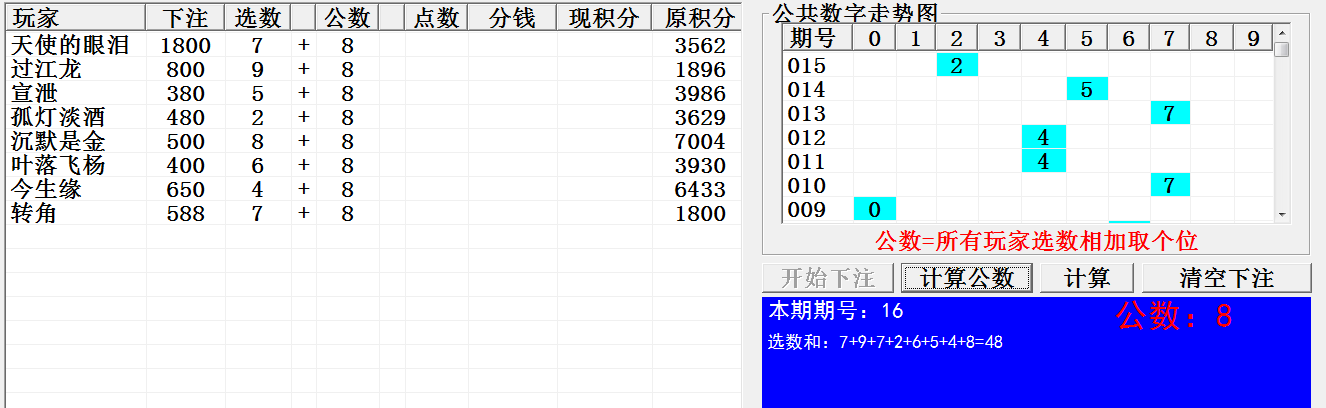 玩家 下注 选数 公数 点数 分钱 现积分 原积分
天使的眼泪 1800 7 + 8 3562
过江龙 800 9 + 8 1896
宣泄 380 5 + 8 3986
孤灯淡酒 480 2 + 8 3629
沉默是金 500 8 + 8 7004
叶落飞杨 400 6 + 8 3930
今生缘 650 4 + 8 6433
转角 588 7 + 8 1800
公共数字走势图
期号 0 1 2 3 4 5 6 7 8 9
015 2
014 5
013 7
012 4
011 4
010 7
009 0
公数=所有玩家选数相加取个位
开始下注 计算公数 计算 清空下注
本期期号：16
公数：8
选数和：7+9+7+2+6+5+4+8=48